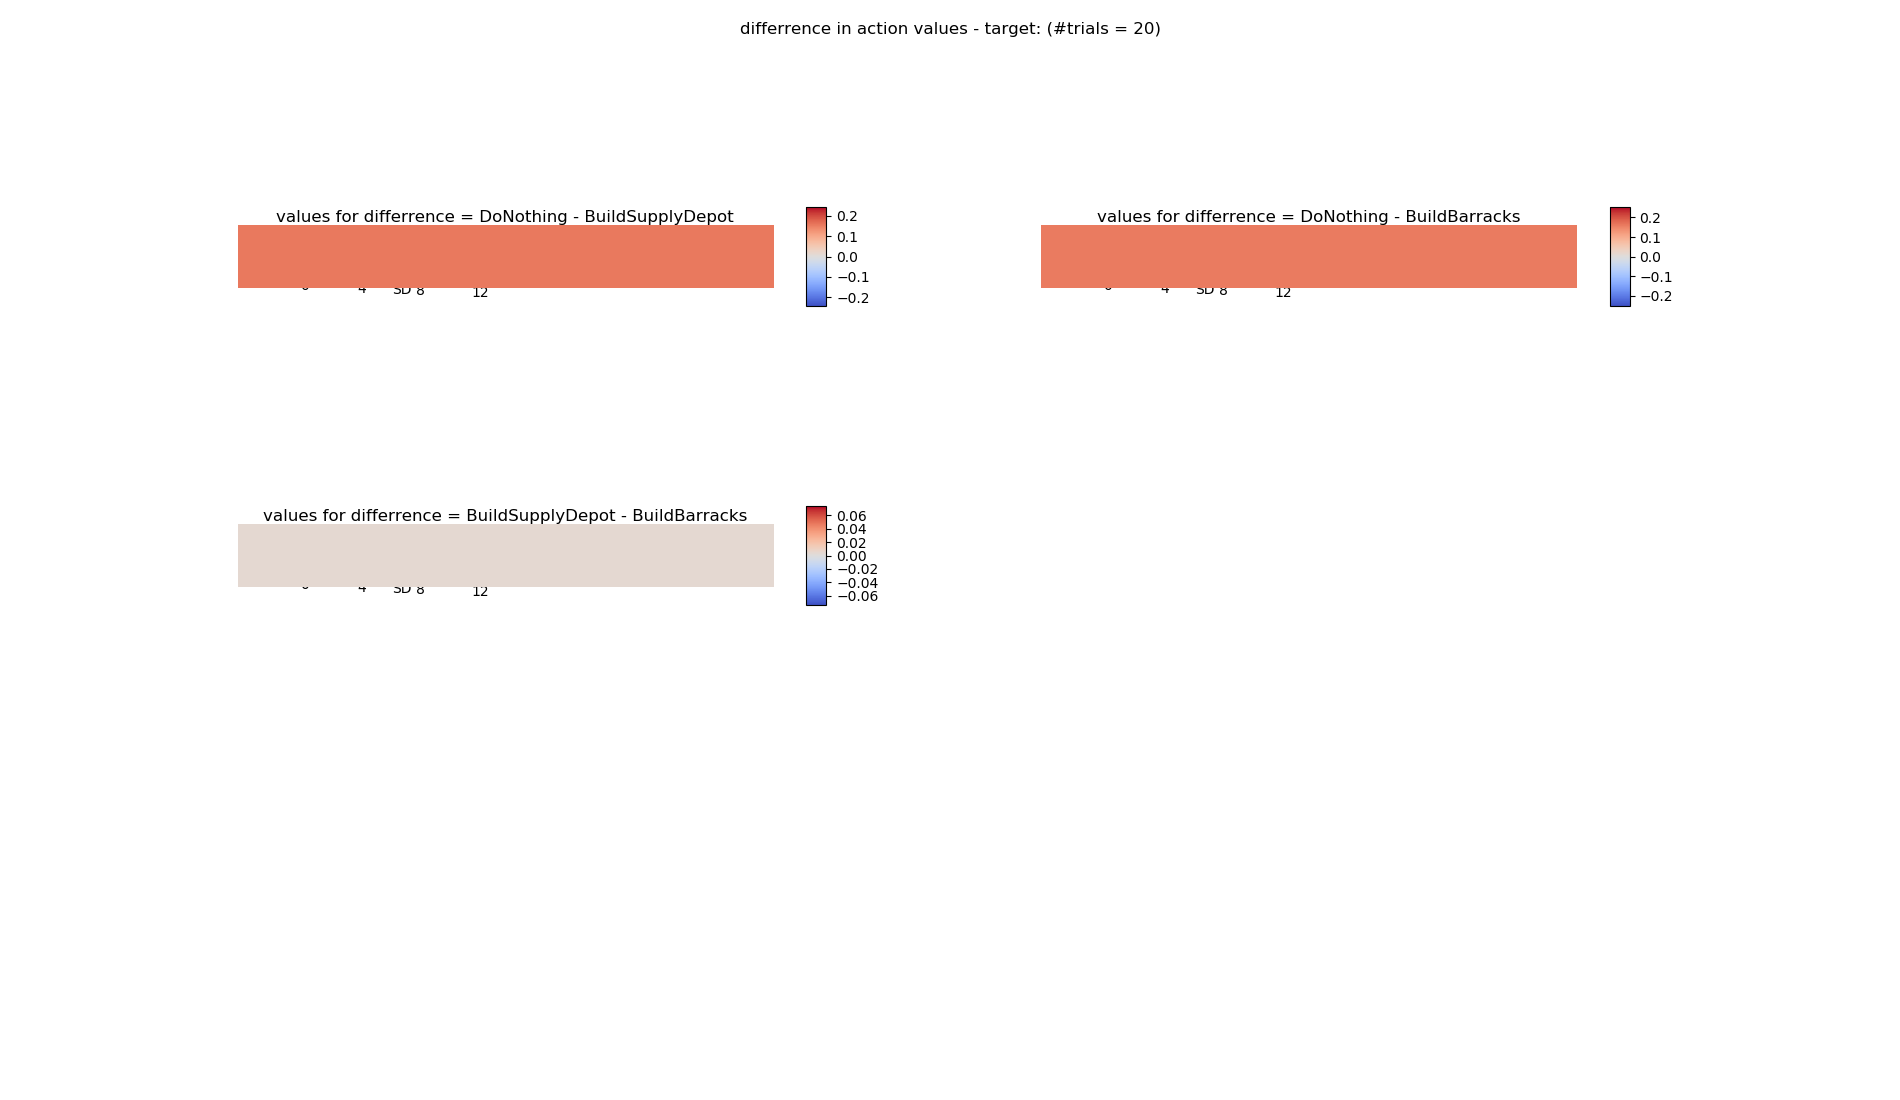 differrence in action values - target: (#trials = 20)
values for differrence = DoNothing - BuildSupplyDepot
0.2
0.1
0.0
−0.1
−0.2
4 SD 8 12
values for differrence = DoNothing - BuildBarracks
0.2
0.1
0.0
−0.1
−0.2
4 SD 8 12
values for differrence = BuildSupplyDepot - BuildBarracks
0.06
0.04
0.02
0.00
−0.02
−0.04
−0.06
4 SD 8 12